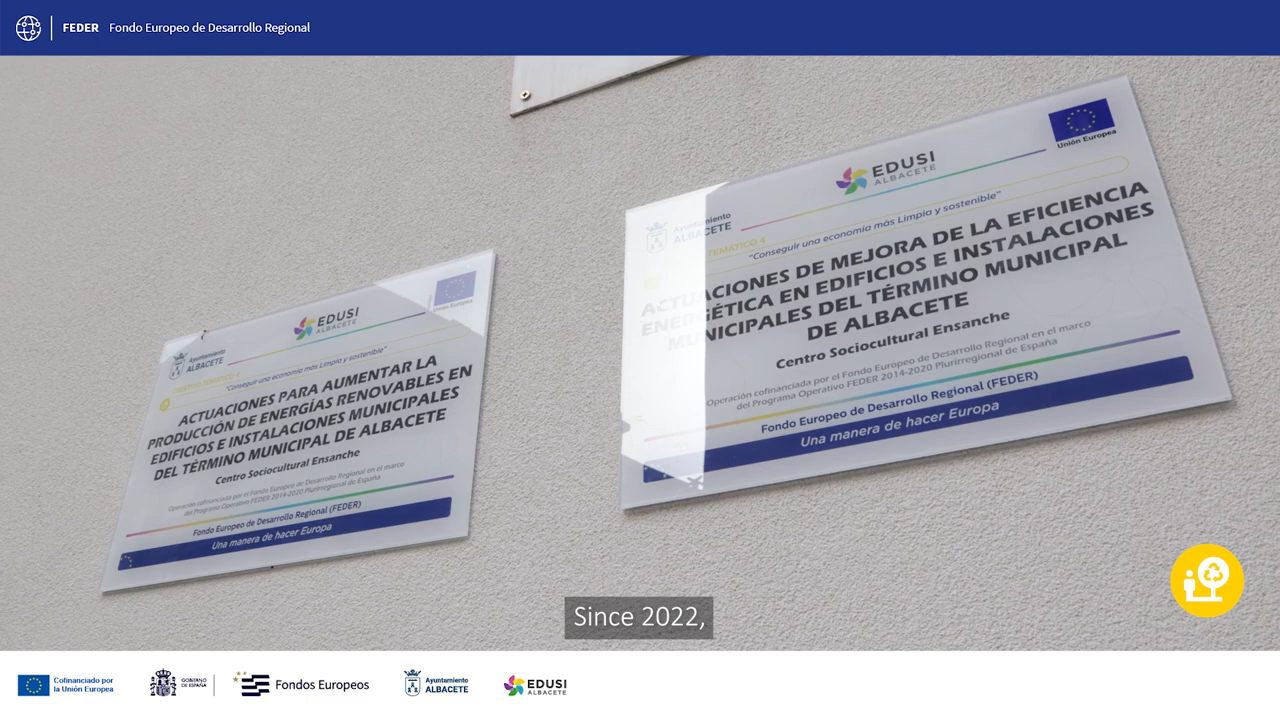 FEDER Fondo Europeo de Desarrollo Regional
EDUSI
ALBACETE
Unión Europea
Ayuntamiento
ALBACETE
"Conseguir una economía más Limpia y sostenible"
ACTUACIONES PARA AUMENTAR LA
PRODUCCIÓN DE ENERGÍAS RENOVABLES EN
EDIFICIOS E INSTALACIONES MUNICIPALES
DEL TÉRMINO MUNICIPAL DE ALBACETE
Centro Sociocultural Ensanche
Operación cofinanciada por el Fondo Europeo de Desarrollo Regional en el marco
del Programa Operativo FEDER 2014-2020 Plurirregional de España
Fondo Europeo de Desarrollo Regional (FEDER)
Una manera de hacer Europa
EDUSI
ALBACETE
Unión Europea
Ayuntamiento
ALBACETE
TEMÁTICO 4
"Conseguir una economía más Limpia y sostenible"
ACTUACIONES DE MEJORA DE LA EFICIENCIA
ENERGÉTICA EN EDIFICIOS E INSTALACIONES
MUNICIPALES DEL TÉRMINO MUNICIPAL
DE ALBACETE
Centro Sociocultural Ensanche
Operación cofinanciada por el Fondo Europeo de Desarrollo Regional en el marco
del Programa Operativo FEDER 2014-2020 Plurirregional de España
Fondo Europeo de Desarrollo Regional (FEDER)
Una manera de hacer Europa
Since 2022,
Cofinanciado por
la Unión Europea
GOBIERNO
DE ESPAÑA
Fondos Europeos
Ayuntamiento
ALBACETE
EDUSI
ALBACETE